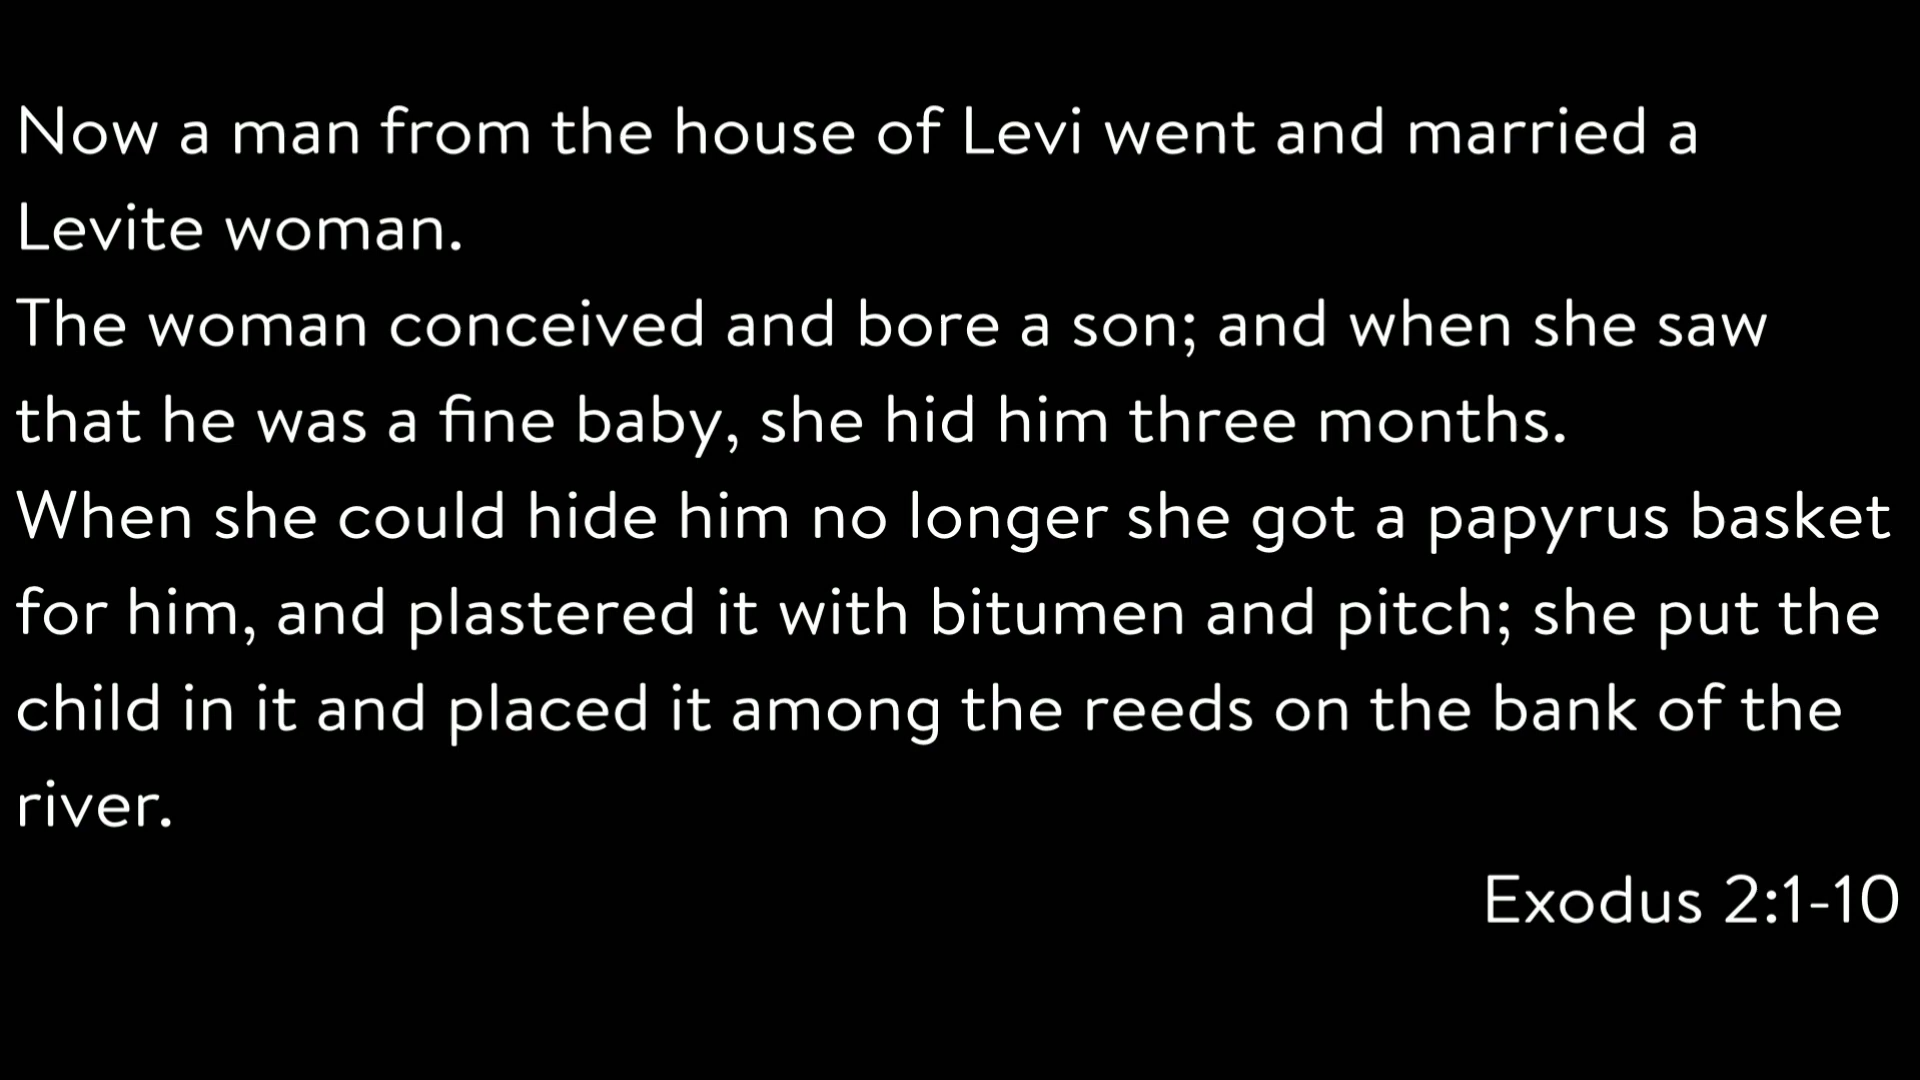 Now a man from the house of Levi went and married a
Levite woman.
The woman conceived and bore a son; and when she saw
that he was a fine baby, she hid him three months.
When she could hide him no longer she got a papyrus basket
for him, and plastered it with bitumen and pitch; she put the
child in it and placed it among the reeds on the bank of the
river.
Exodus 2:1-10